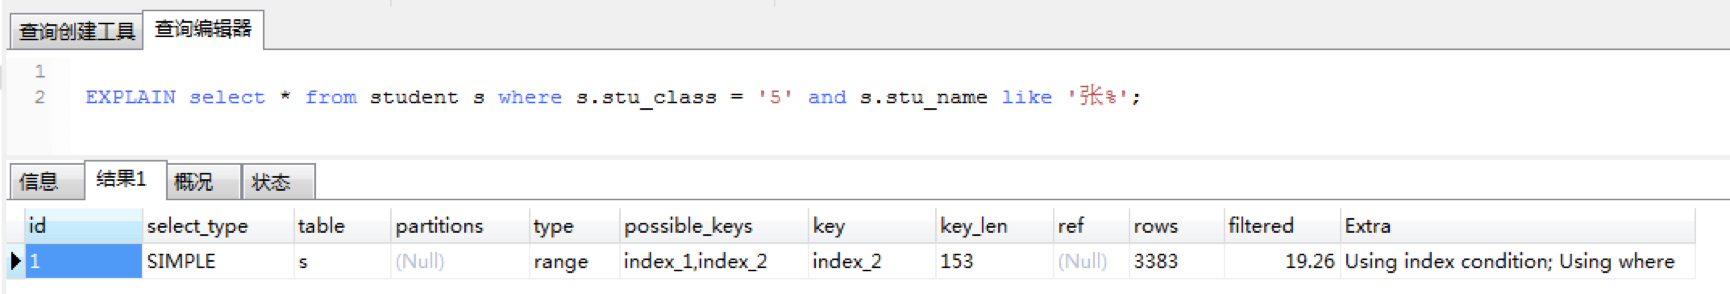 查询创建工具 查询编辑器
1
2 EXPLAIN select * from student s where s.stu_class = '5' and s.stu_name like '张%';
信息 结果1 概况 状态
id select_type table partitions type possible_keys key key_len ref rows filtered Extra
1 SIMPLE s (Null) range index_1,index_2 index_2 153 (Null) 3383 19.26 Using index condition; Using where